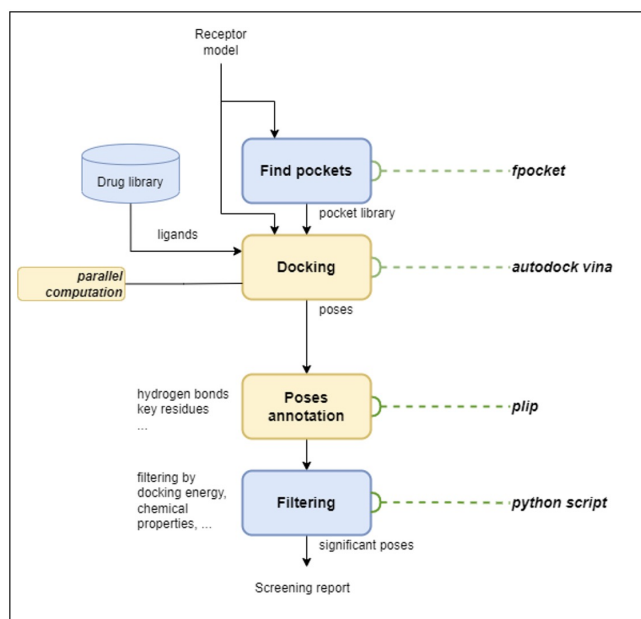 Receptor
model
Find pockets
fpocket
Drug library
pocket library
ligands
Docking
autodock vina
parallel
computation
poses
hydrogen bonds
key residues
...
Poses
annotation
plip
filtering by
docking energy,
chemical
properties, ...
Filtering
python script
significant poses
Screening report